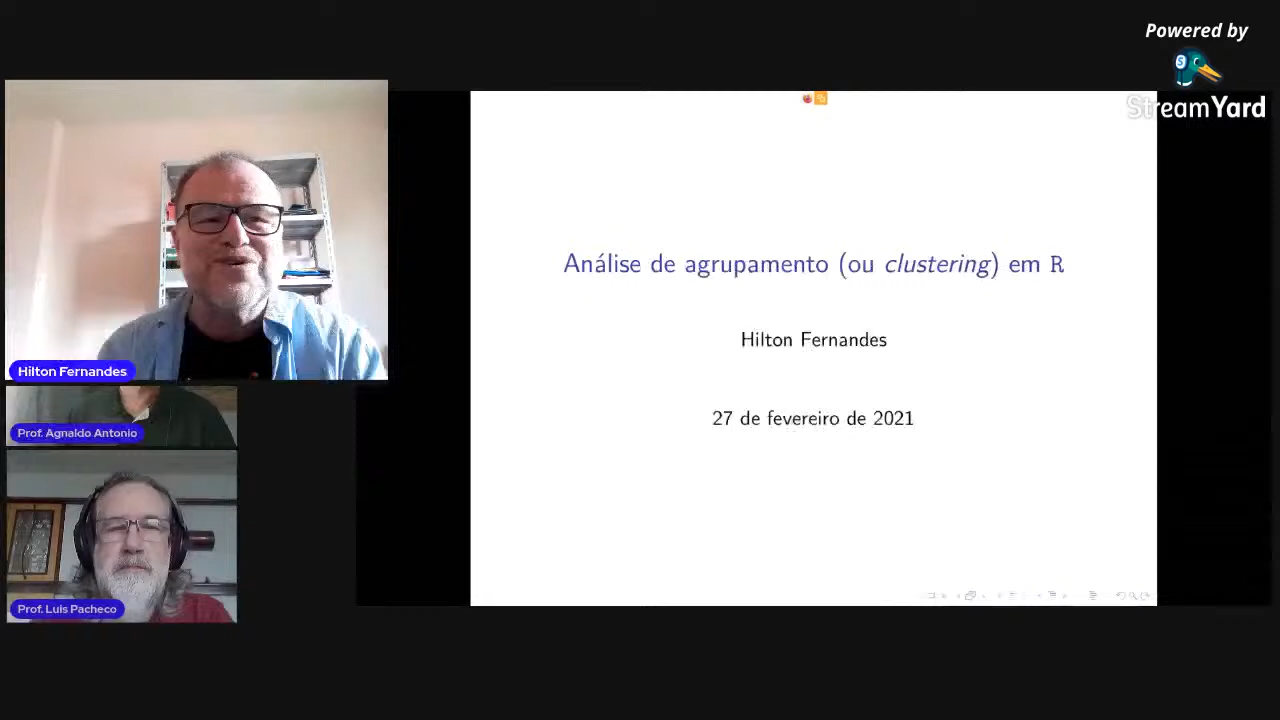 Powered by
StreamYard
Hilton Fernandes
Prof. Agnaldo Antonio
Prof. Luis Pacheco
Análise de agrupamento (ou clustering) em R
Hilton Fernandes
27 de fevereiro de 2021